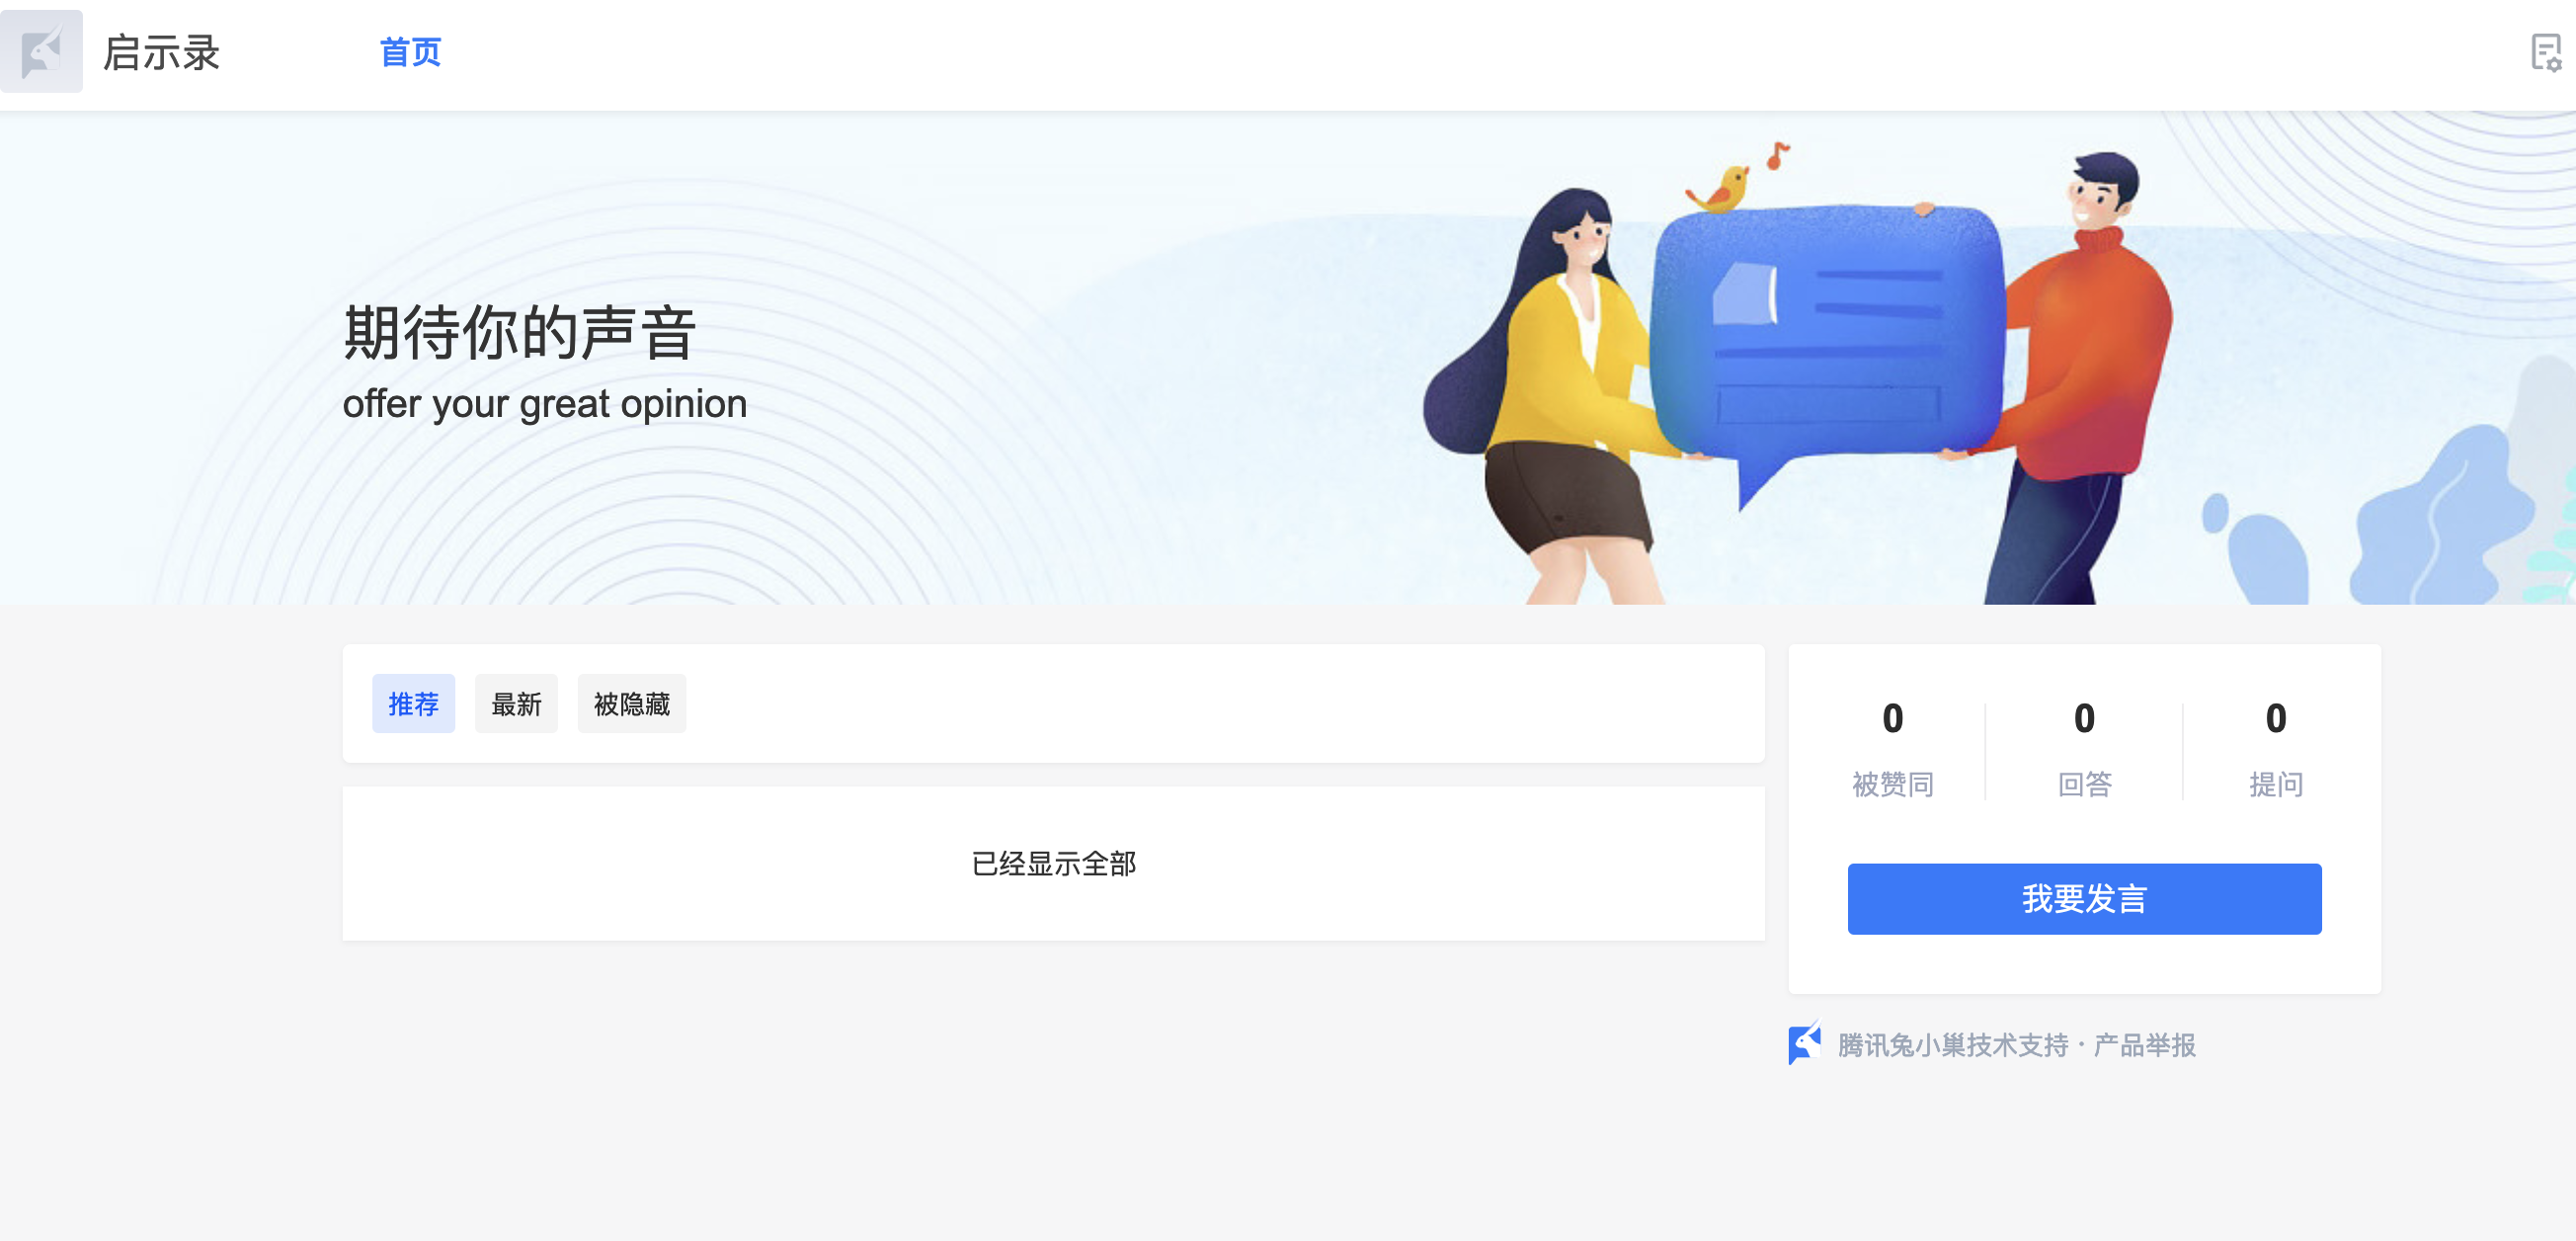 启示录
首页
期待你的声音
offer your great opinion
推荐 最新 被隐藏
已经显示全部
0 0 0
被赞同 回答 提问
我要发言
腾讯兔小巢技术支持 · 产品举报